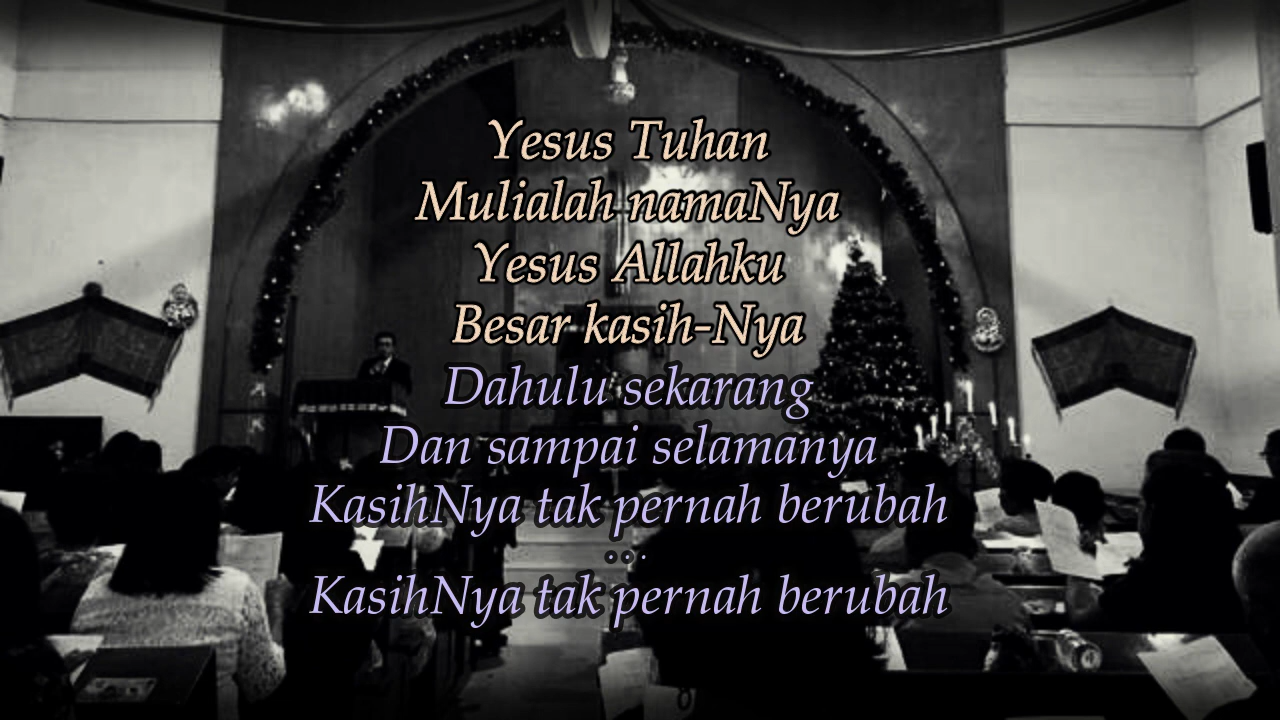 Yesus Tuhan
Mulialah namaNya
Yesus Allahku
Besar kasih-Nya
Dahulu sekarang
Dan sampai selamanya
KasihNya tak pernah berubah
...
KasihNya tak pernah berubah